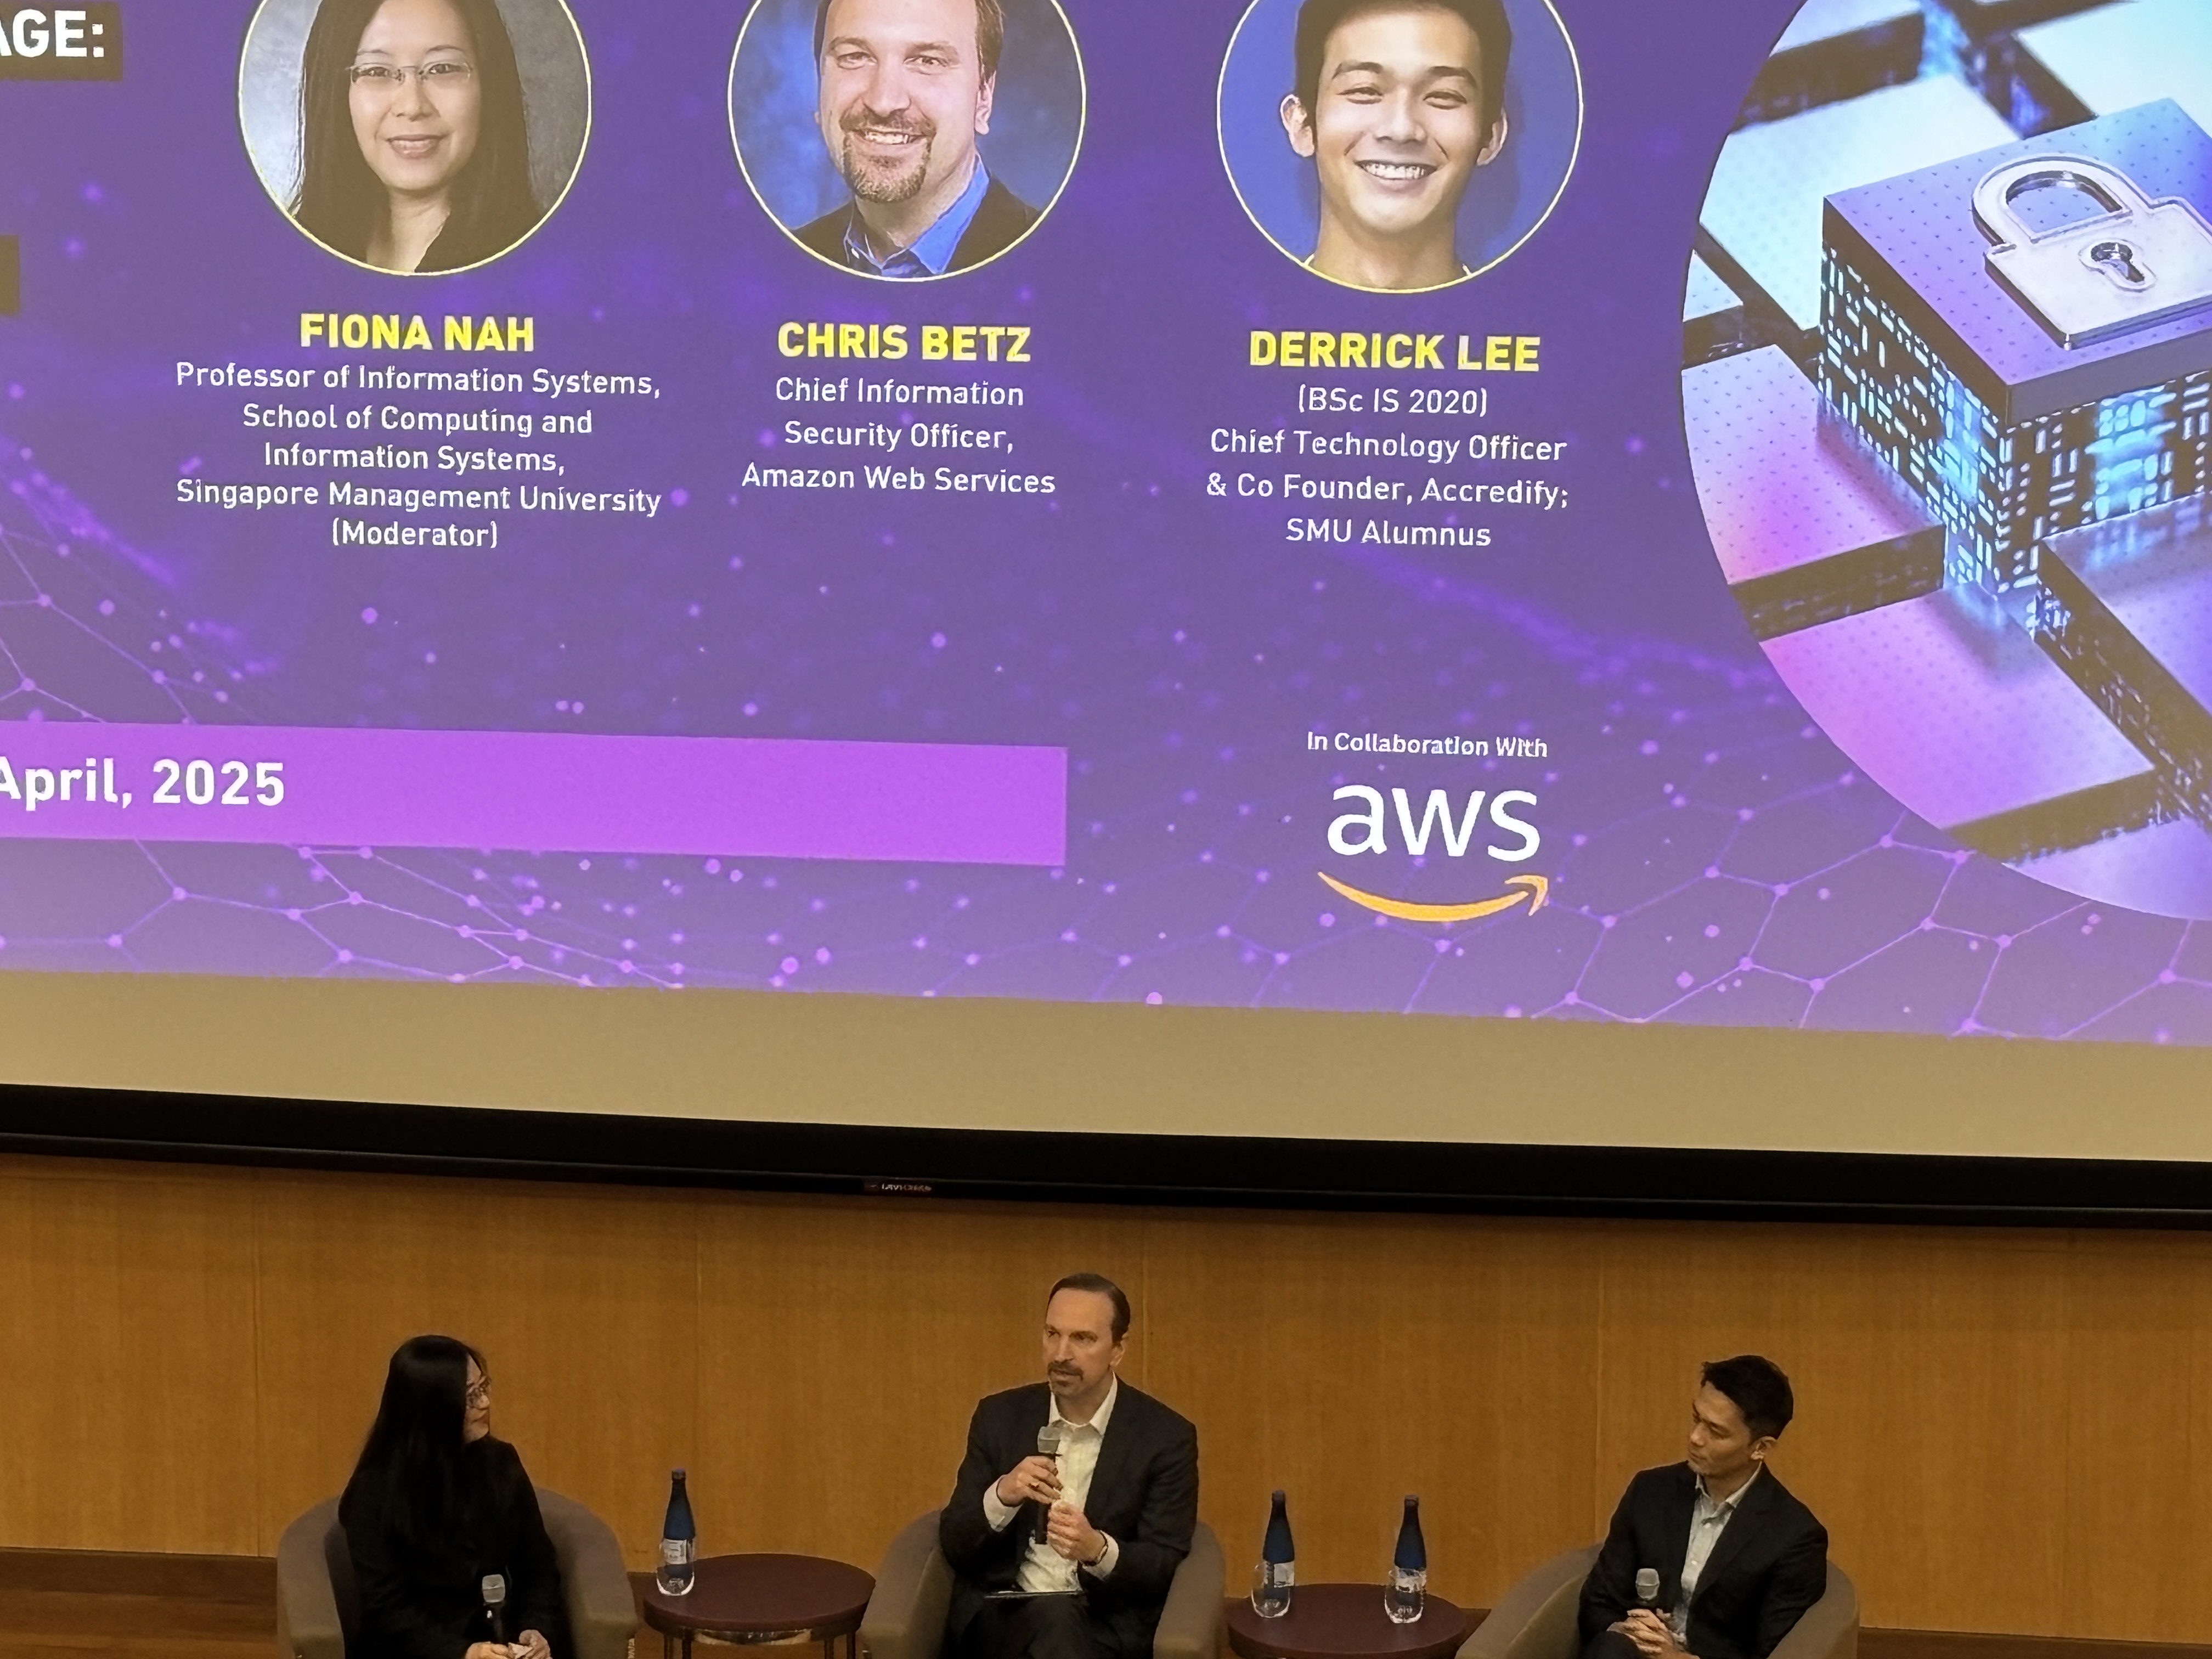 AGE:
FIONA NAH
Professor of Information Systems,
School of Computing and
Information Systems,
Singapore Management University
(Moderator)
CHRIS BETZ
Chief Information
Security Officer,
Amazon Web Services
DERRICK LEE
(BSc IS 2020)
Chief Technology Officer
& Co Founder, Accredify;
SMU Alumnus
April, 2025
In Collaboration With
aws